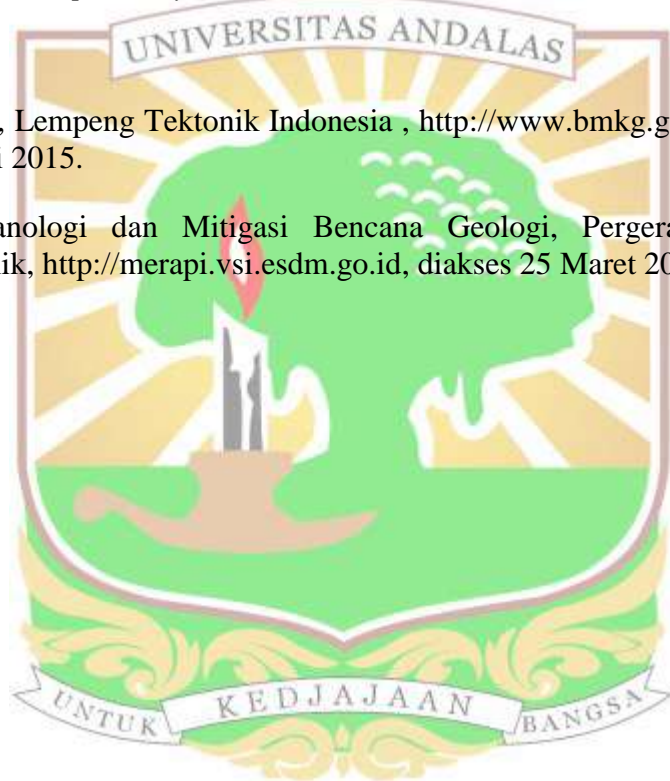 UNIVERSITAS ANDALAS
, Lempeng Tektonik Indonesia , http://www.bmkg.g
i 2015.
anologi dan Mitigasi Bencana Geologi, Pergera
nik, http://merapi.vsi.esdm.go.id, diakses 25 Maret 20
UNTUK KEDJAJAAN BANGSA